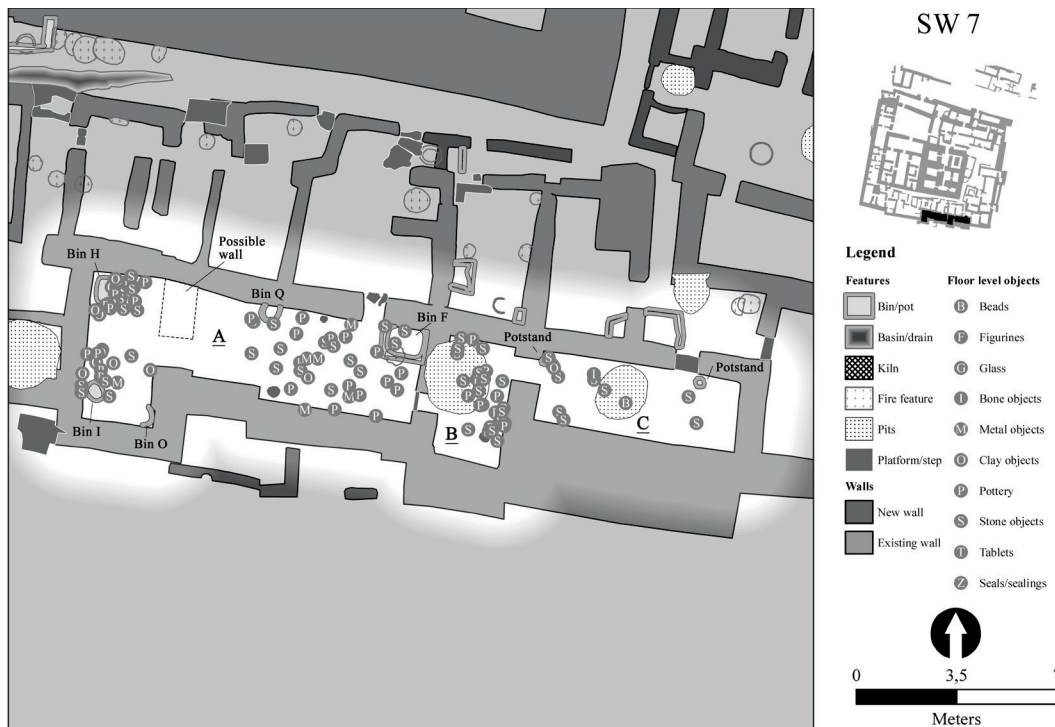 SW 7
Possible
wall
Bin H
Bin Q
A
Bin F
Potstand
Potstand
B
C
Bin I
Bin O
Legend
Features
Bin/pot
Basin/drain
Kiln
Fire feature
Pits
Platform/step
Walls
New wall
Existing wall
Floor level objects
B Beads
F Figurines
G Glass
I Bone objects
M Metal objects
O Clay objects
P Pottery
S Stone objects
T Tablets
Z Seals/sealings
0 3,5 7
Meters